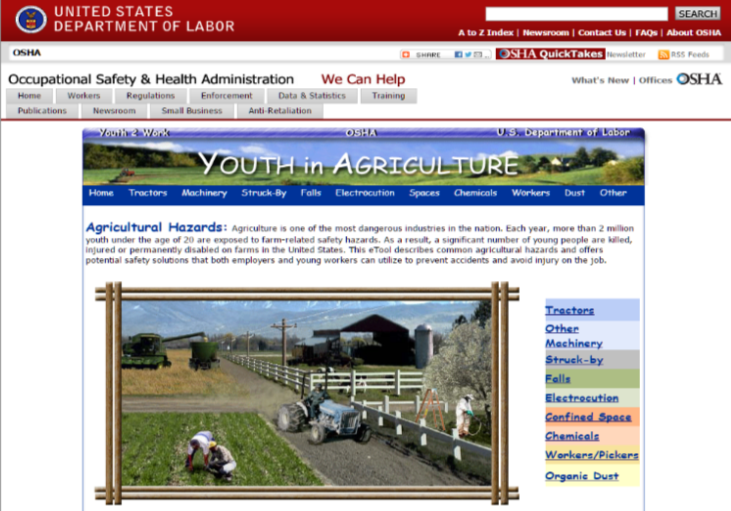 UNITED STATES
DEPARTMENT OF LABOR
SEARCH
A to Z Index | Newsroom | Contact Us | FAQs | About OSHA
OSHA
SHARE
OSHA QuickTakes Newsletter
RSS Feeds
Occupational Safety & Health Administration We Can Help
What's New | Offices OSHA
Home Workers Regulations Enforcement Data & Statistics Training
Publications Newsroom Small Business Anti-Retaliation
Youth 2 Work OSHA U.S. Department of Labor
YOUTH in AGRICULTURE
Home Tractors Machinery Struck-By Falls Electrocution Spaces Chemicals Workers Dust Other
Agricultural Hazards: Agriculture is one of the most dangerous industries in the nation. Each year, more than 2 million
youth under the age of 20 are exposed to farm-related safety hazards. As a result, a significant number of young people are killed,
injured or permanently disabled on farms in the United States. This eTool describes common agricultural hazards and offers
potential safety solutions that both employers and young workers can utilize to prevent accidents and avoid injury on the job.
Tractors
Other
Machinery
Struck-by
Falls
Electrocution
Confined Space
Chemicals
Workers/Pickers
Organic Dust